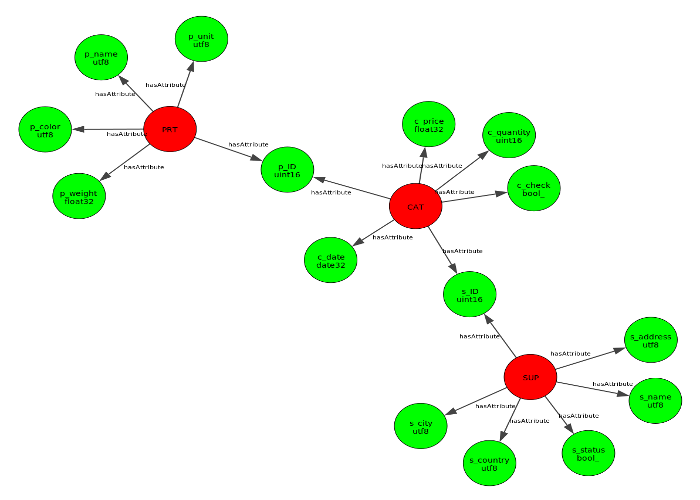 p_unit
utf8
p_name
utf8
hasAttribute
hasAttribute
p_color
utf8
hasAttribute
PRT
hasAttribute
hasAttribute
p_weight
float32
p_ID
uint16
c_price
float32
c_quantity
uint16
hasAttribute
hasAttribute
hasAttribute
hasAttribute
c_check
bool_
CAT
hasAttribute
hasAttribute
c_date
date32
s_ID
uint16
hasAttribute
s_address
utf8
hasAttribute
SUP
hasAttribute
s_name
utf8
hasAttribute
hasAttribute
hasAttribute
s_city
utf8
s_country
utf8
s_status
bool_